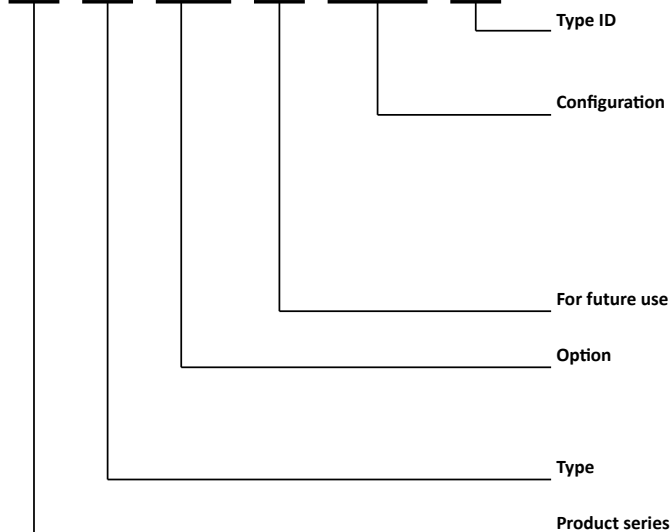 Type ID
Configuration
For future use
Option
Type
Product series